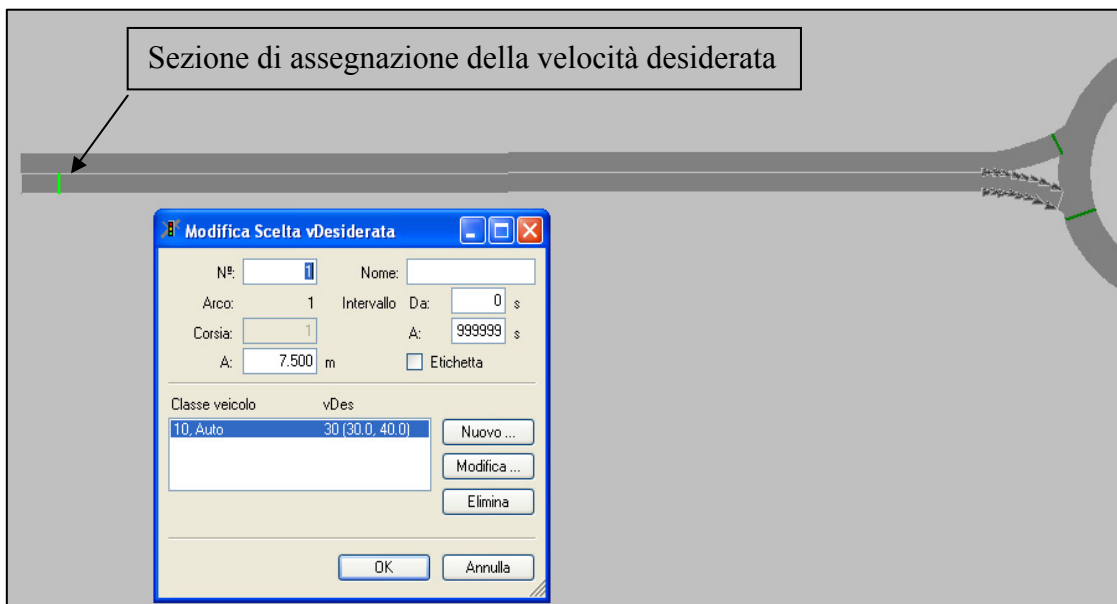 Sezione di assegnazione della velocità desiderata
Modifica Scelta vDesiderata
Nº: 1 Nome:
Arco: 1 Intervallo Da: 0 s
Corsia: 1 A: 999999 s
A: 7.500 m Etichetta
Classe veicolo vDes
10, Auto 30 (30.0, 40.0)
Nuovo ...
Modifica ...
Elimina
OK Annulla